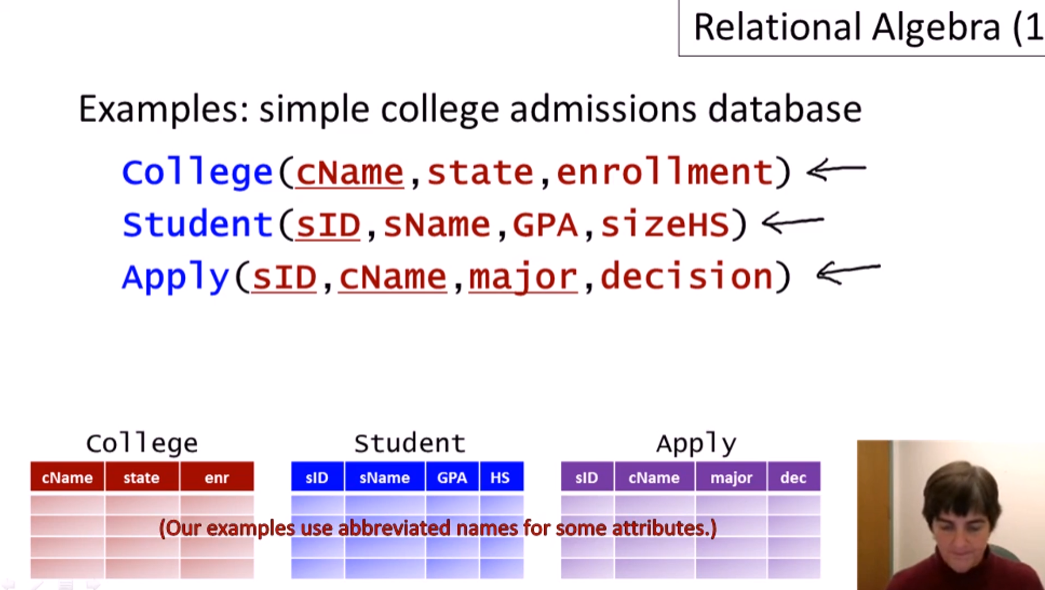 Relational Algebra (1
Examples: simple college admissions database
College(cName,state,enrollment)
Student(sID,sName,GPA,sizeHS)
Apply(sID,cName,major,decision)
College
Student
Apply
cName state enr
sID sName GPA HS
sID cName major dec
(Our examples use abbreviated names for some attributes.)